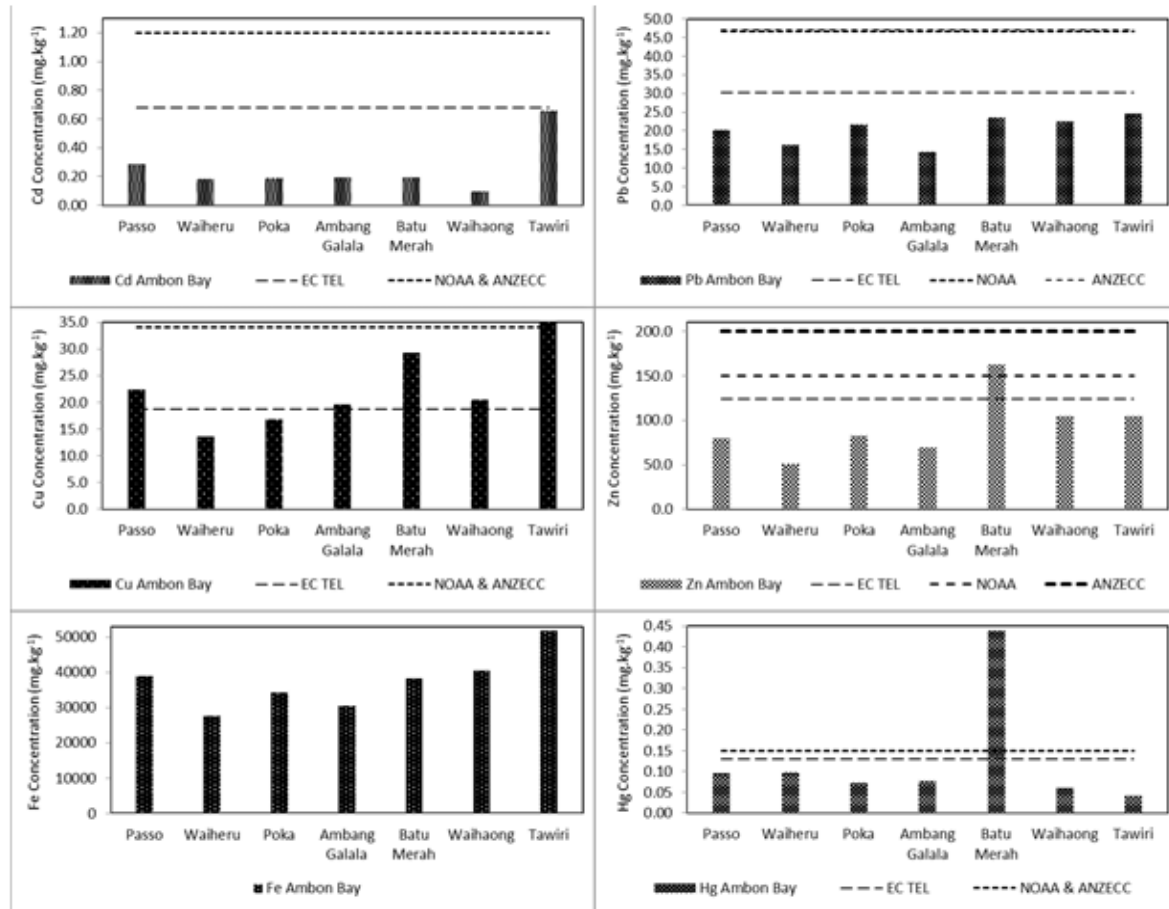 Cd Concentration (mg.kg⁻¹)
1.20
1.00
0.80
0.60
0.40
0.20
0.00
Passo Waiheru Poka Ambang Galala Batu Merah Waihaong Tawiri
Cd Ambon Bay EC TEL NOAA & ANZECC
Pb Concentration (mg.kg⁻¹)
50.0
45.0
40.0
35.0
30.0
25.0
20.0
15.0
10.0
5.0
0.0
Passo Waiheru Poka Ambang Galala Batu Merah Waihaong Tawiri
Pb Ambon Bay EC TEL NOAA ANZECC
Cu Concentration (mg.kg⁻¹)
35.0
30.0
25.0
20.0
15.0
10.0
5.0
0.0
Passo Waiheru Poka Ambang Galala Batu Merah Waihaong Tawiri
Cu Ambon Bay EC TEL NOAA & ANZECC
Zn Concentration (mg.kg⁻¹)
200.0
150.0
100.0
50.0
0.0
Passo Waiheru Poka Ambang Galala Batu Merah Waihaong Tawiri
Zn Ambon Bay EC TEL NOAA ANZECC
Fe Concentration (mg.kg⁻¹)
50000
40000
30000
20000
10000
0
Passo Waiheru Poka Ambang Galala Batu Merah Waihaong Tawiri
Fe Ambon Bay
Hg Concentration (mg.kg⁻¹)
0.45
0.40
0.35
0.30
0.25
0.20
0.15
0.10
0.05
0.00
Passo Waiheru Poka Ambang Galala Batu Merah Waihaong Tawiri
Hg Ambon Bay EC TEL NOAA & ANZECC